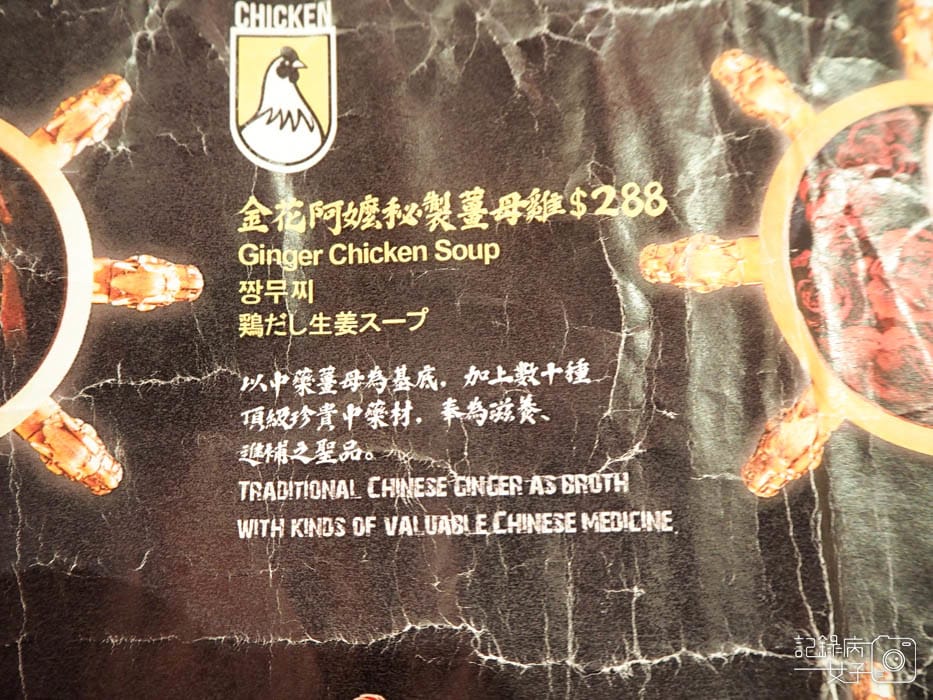 CHICKEN
金花阿嬤秘製薑母雞$288
Ginger Chicken Soup
짱무찌
鶏だし生姜スープ
以中藥薑母為基底，加上數十種
頂級珍貴中藥材，奉為滋養、
進補之聖品。
TRADITIONAL CHINESE GINGER AS BROTH
WITH KINDS OF VALUABLE CHINESE MEDICINE.
記錄病
女子